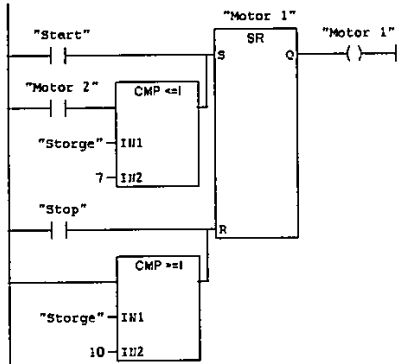 "Start"
"Motor 1"
SR
"Motor 1"
S
Q
"Motor 2"
CMP <=I
"Storge"
IN1
7
IN2
"Stop"
R
CMP >=I
"Storge"
IN1
10
IN2